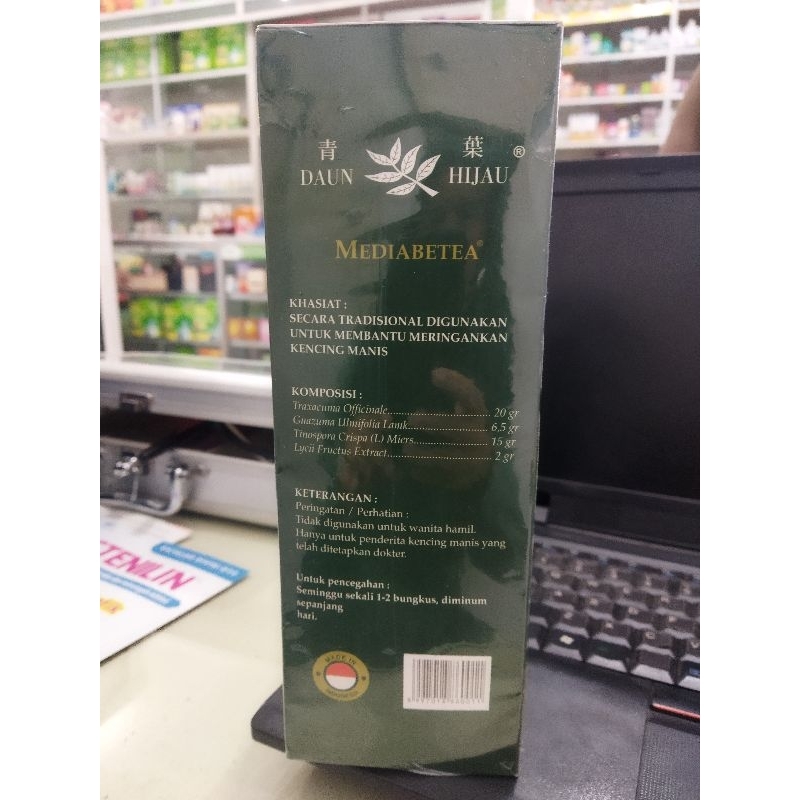 青 葉 ®
DAUN HIJAU
MEDIABETEA®
KHASIAT :
SECARA TRADISIONAL DIGUNAKAN
UNTUK MEMBANTU MERINGANKAN
KENCING MANIS
KOMPOSISI :
Traxacuma Officinale................................ 20 gr
Guazuma Ulmifolia Lamk........................ 6,5 gr
Tinospora Crispa (L) Miers...................... 15 gr
Lycii Fructus Extract................................ 2 gr
KETERANGAN :
Peringatan / Perhatian :
Tidak digunakan untuk wanita hamil.
Hanya untuk penderita kencing manis yang
telah ditetapkan dokter.
Untuk pencegahan :
Seminggu sekali 1-2 bungkus, diminum
sepanjang
hari.
MADE IN
INDONESIA
TENILIN